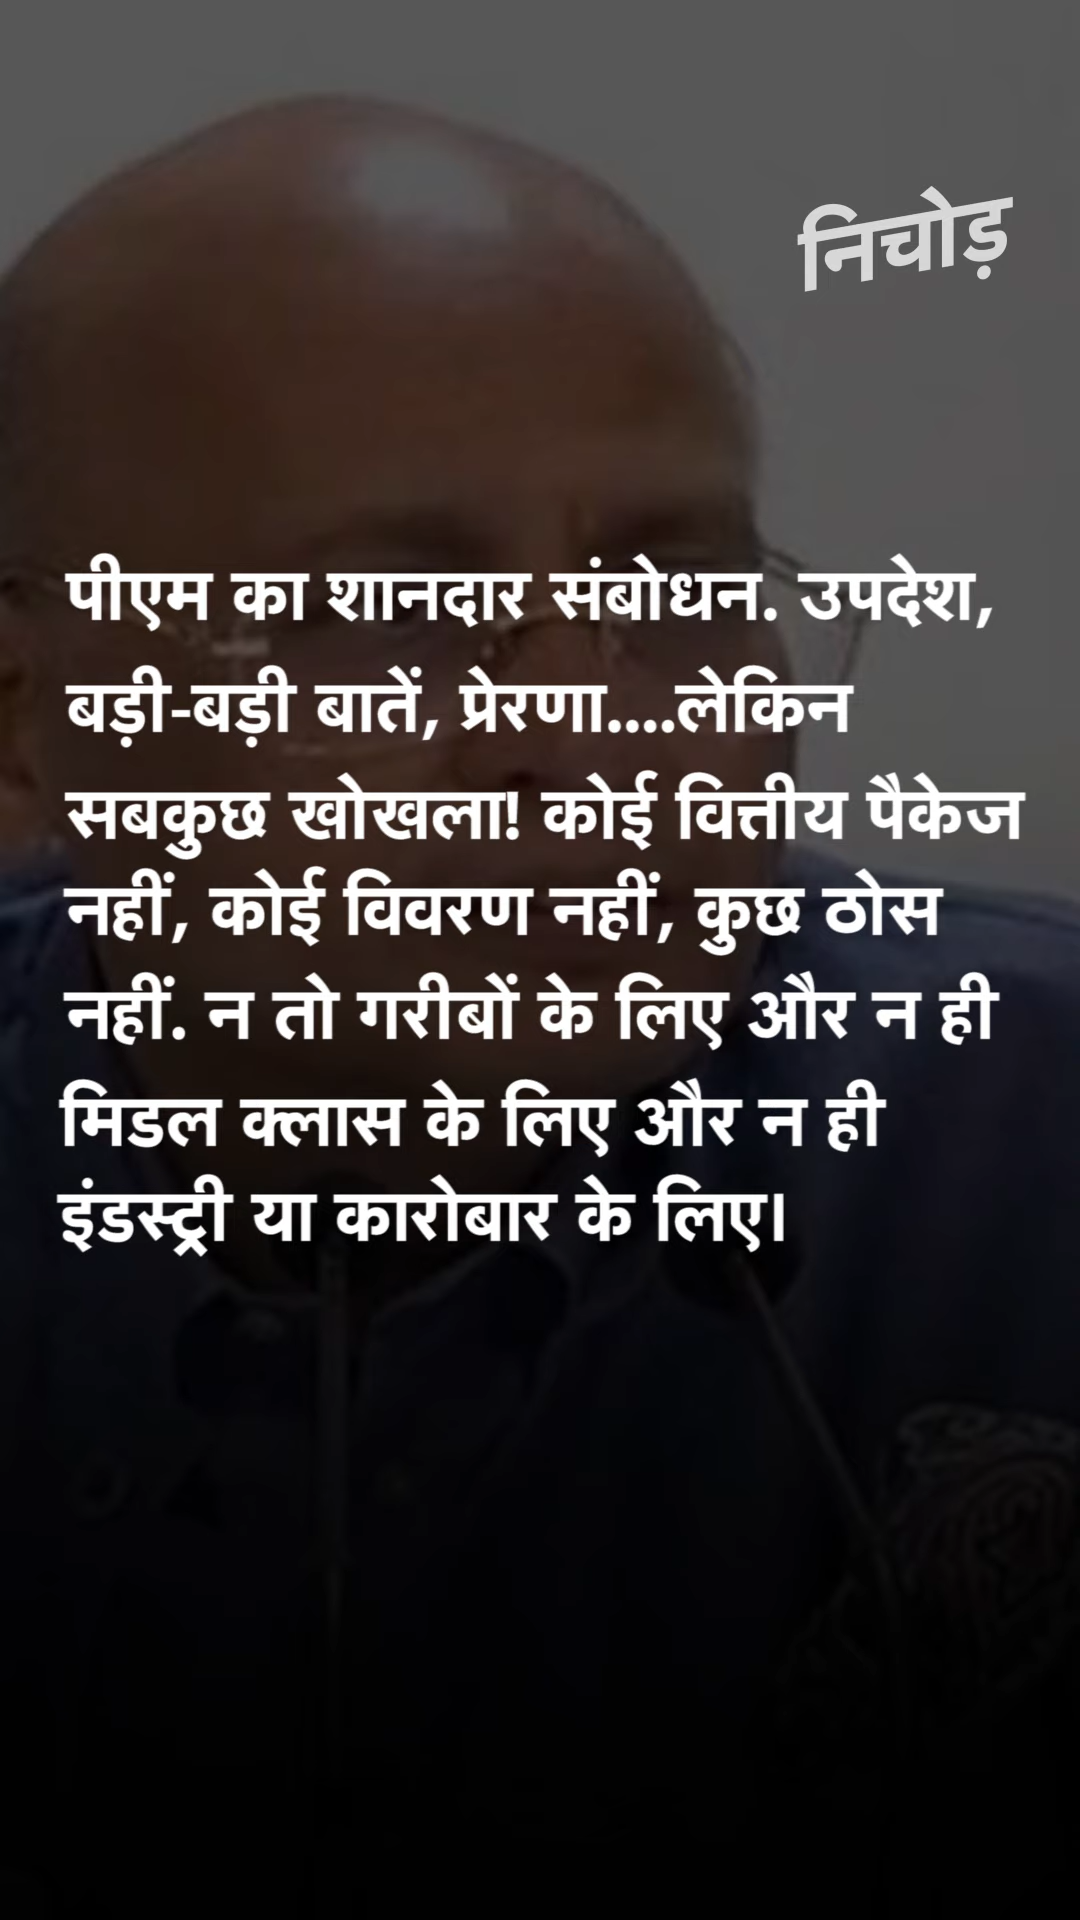 निचोड़
पीएम का शानदार संबोधन. उपदेश,
बड़ी-बड़ी बातें, प्रेरणा....लेकिन
सबकुछ खोखला! कोई वित्तीय पैकेज
नहीं, कोई विवरण नहीं, कुछ ठोस
नहीं. न तो गरीबों के लिए और न ही
मिडल क्लास के लिए और न ही
इंडस्ट्री या कारोबार के लिए।